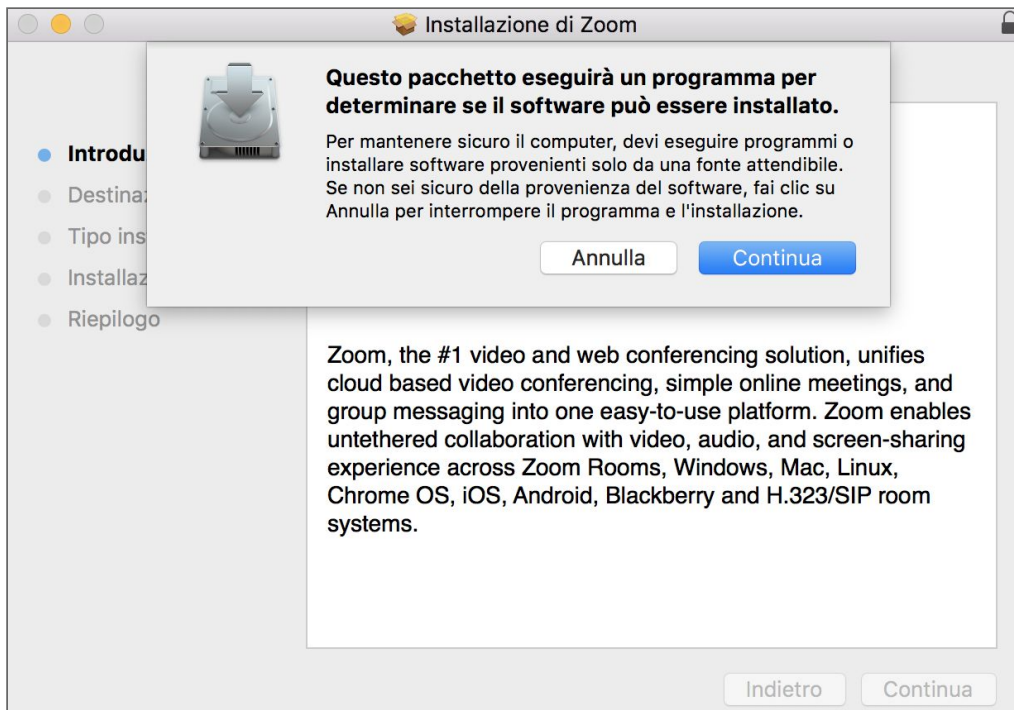 Installazione di Zoom
Questo pacchetto eseguirà un programma per
determinare se il software può essere installato.
Per mantenere sicuro il computer, devi eseguire programmi o
installare software provenienti solo da una fonte attendibile.
Se non sei sicuro della provenienza del software, fai clic su
Annulla per interrompere il programma e l'installazione.
Annulla Continua
Introdu
Destinaz
Tipo ins
Installaz
Riepilogo
Zoom, the #1 video and web conferencing solution, unifies
cloud based video conferencing, simple online meetings, and
group messaging into one easy-to-use platform. Zoom enables
untethered collaboration with video, audio, and screen-sharing
experience across Zoom Rooms, Windows, Mac, Linux,
Chrome OS, iOS, Android, Blackberry and H.323/SIP room
systems.
Indietro Continua